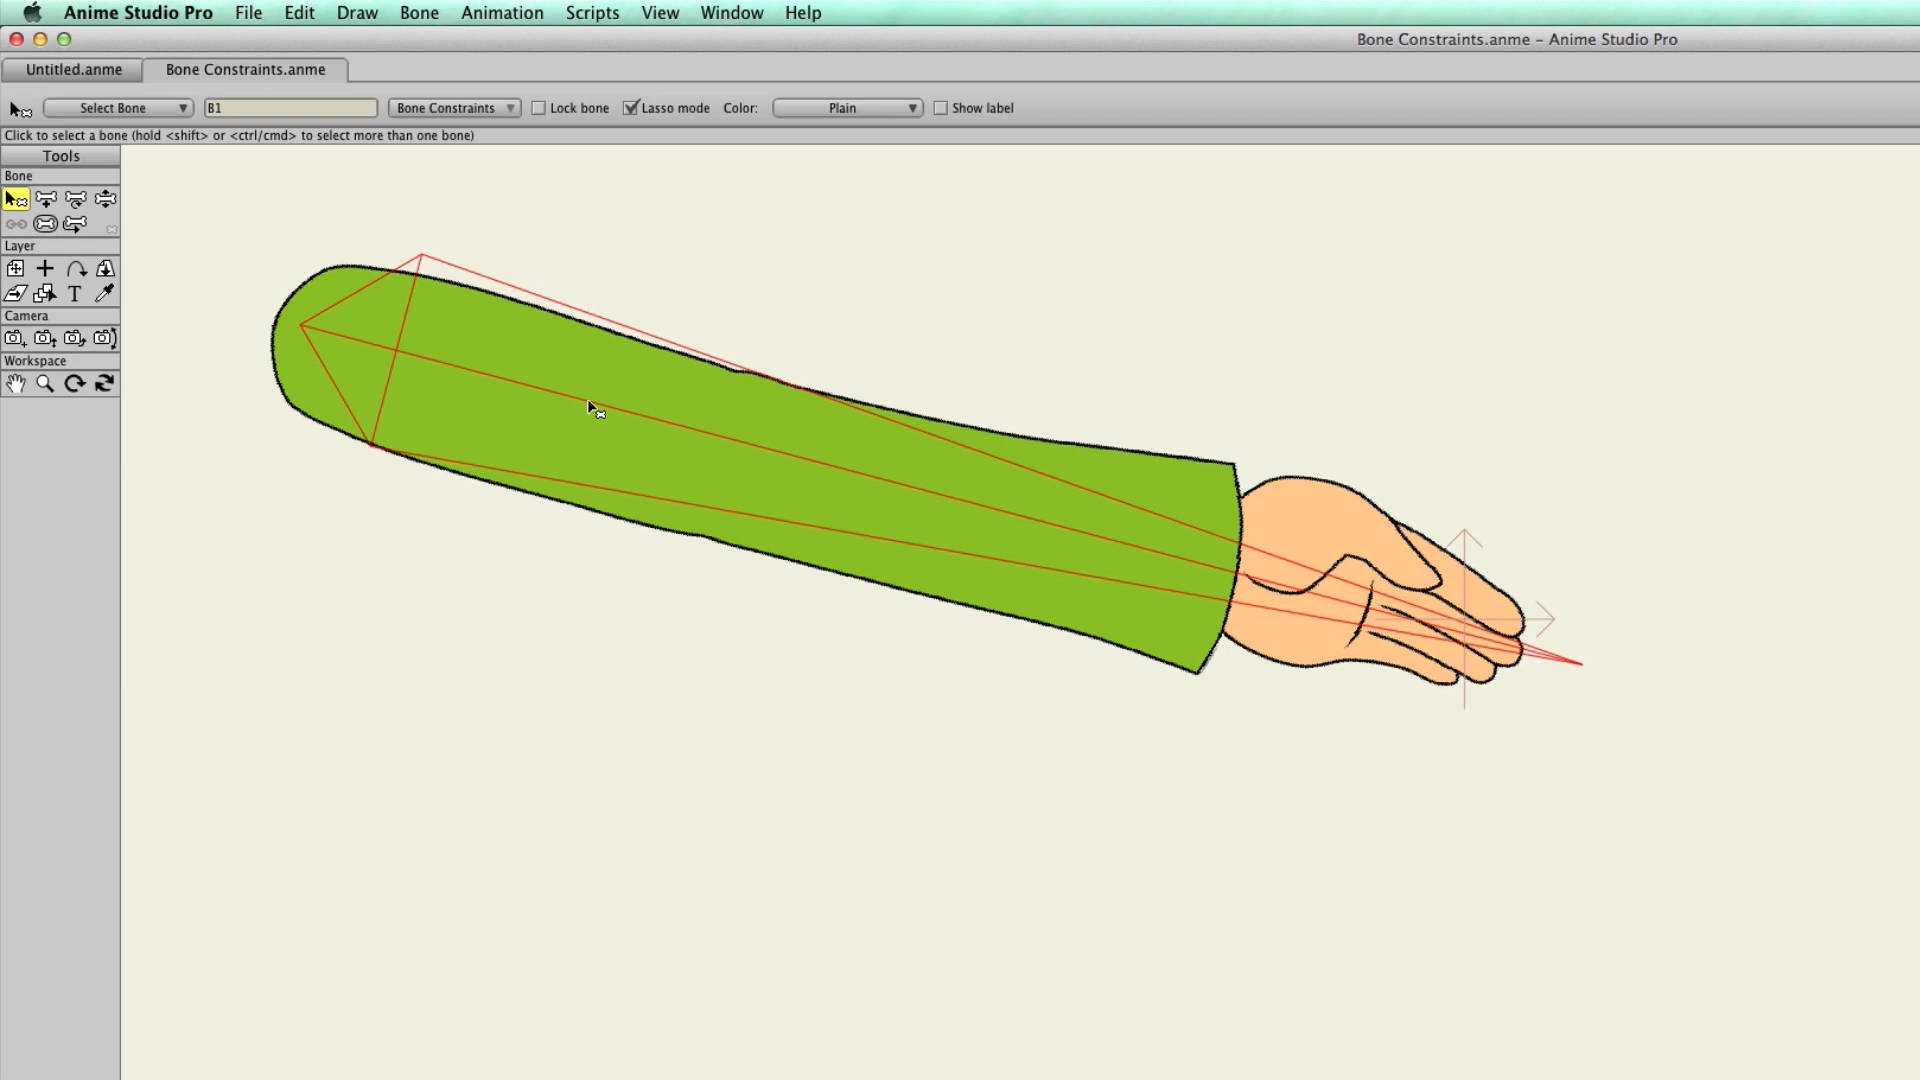 Anime Studio Pro File Edit Draw Bone Animation Scripts View Window Help
Bone Constraints.anme – Anime Studio Pro
Untitled.anme Bone Constraints.anme
Select Bone B1 Bone Constraints Lock bone Lasso mode Color: Plain Show label
Click to select a bone (hold <shift> or <ctrl/cmd> to select more than one bone)
Tools
Bone
Layer
T
Camera
Workspace